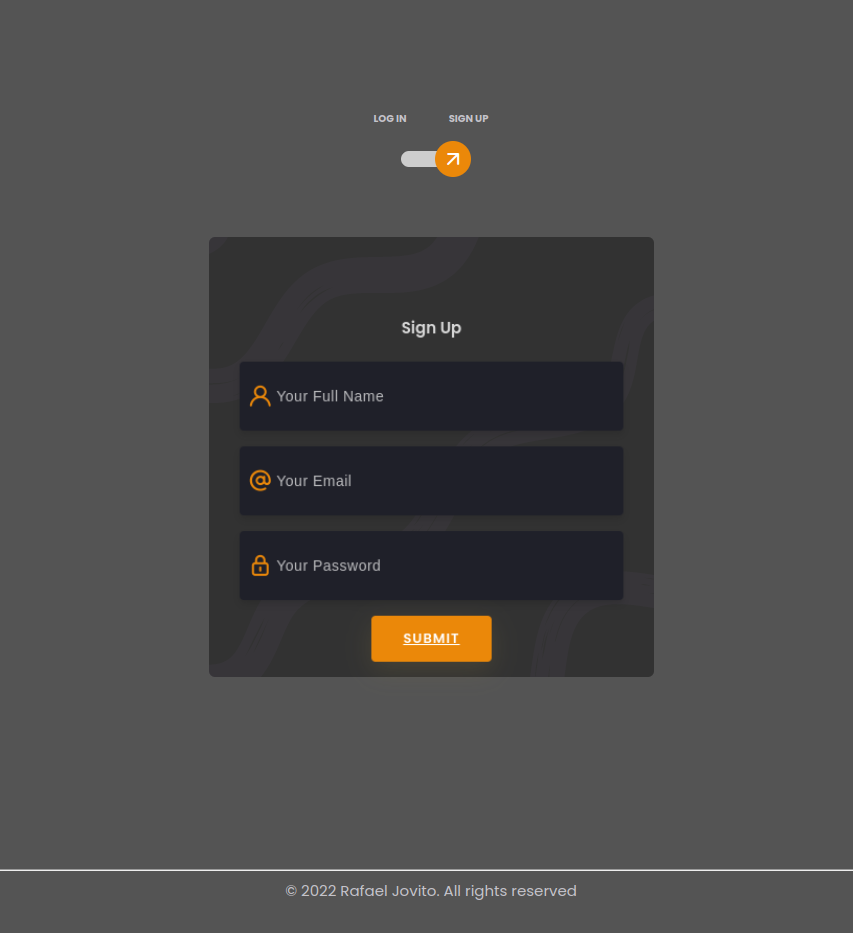 LOG IN SIGN UP
Sign Up
Your Full Name
Your Email
Your Password
SUBMIT
© 2022 Rafael Jovito. All rights reserved